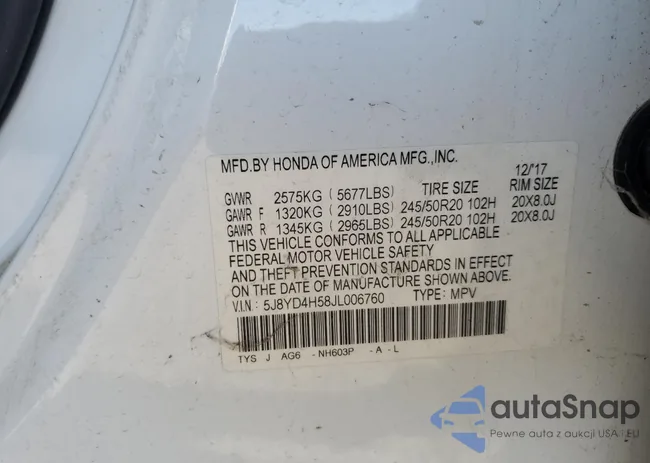 MFD.BY HONDA OF AMERICA MFG.,INC.
12/'17
GVWR 2575KG ( 5677LBS) TIRE SIZE RIM SIZE
GAWR F 1320KG ( 2910LBS) 245/50R20 102H 20X8.0J
GAWR R 1345KG ( 2965LBS) 245/50R20 102H 20X8.0J
THIS VEHICLE CONFORMS TO ALL APPLICABLE
FEDERAL MOTOR VEHICLE SAFETY
AND THEFT PREVENTION STANDARDS IN EFFECT
ON THE DATE OF MANUFACTURE SHOWN ABOVE.
V.I.N.: 5J8YD4H58JL006760 TYPE: MPV
TYS J AG6 -NH603P -A -L
autoSnap
Pewne auta z aukcji USA i EU